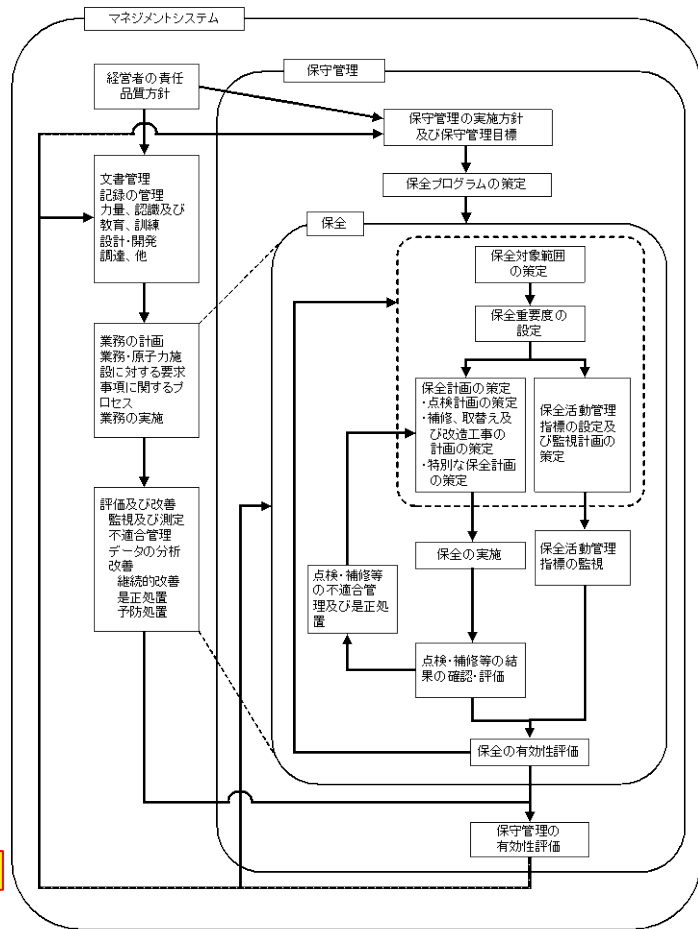 マネジメントシステム
経営者の責任
品質方針
文書管理
記録の管理
力量、認識及び
教育、訓練
設計・開発
調達、他
業務の計画
業務・原子力施
設に対する要求
事項に関するプ
ロセス
業務の実施
評価及び改善
監視及び測定
不適合管理
データの分析
改善
継続的改善
是正処置
予防処置
保守管理
保守管理の実施方針
及び保守管理目標
保全プログラムの策定
保全
保全対象範囲
の策定
保全重要度の
設定
保全計画の策定
・点検計画の策定
・補修、取替え及
び改造工事の
計画の策定
・特別な保全計画
の策定
保全活動管理
指標の設定及
び監視計画の
策定
保全の実施
保全活動管理
指標の監視
点検・補修等
の不適合管
理及び是正処
置
点検・補修等の結
果の確認・評価
保全の有効性評価
保守管理の
有効性評価